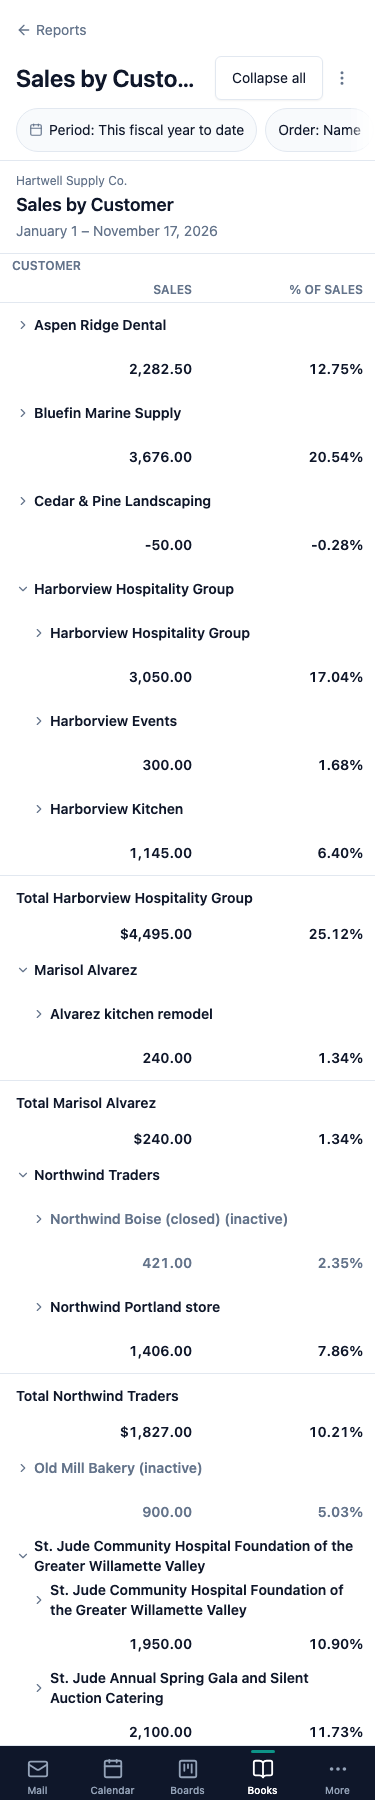 Reports
Sales by Custo...
Collapse all
Period: This fiscal year to date
Order: Name
Hartwell Supply Co.
Sales by Customer
January 1 – November 17, 2026
CUSTOMER
SALES % OF SALES
Aspen Ridge Dental
2,282.50 12.75%
Bluefin Marine Supply
3,676.00 20.54%
Cedar & Pine Landscaping
-50.00 -0.28%
Harborview Hospitality Group
Harborview Hospitality Group
3,050.00 17.04%
Harborview Events
300.00 1.68%
Harborview Kitchen
1,145.00 6.40%
Total Harborview Hospitality Group
$4,495.00 25.12%
Marisol Alvarez
Alvarez kitchen remodel
240.00 1.34%
Total Marisol Alvarez
$240.00 1.34%
Northwind Traders
Northwind Boise (closed) (inactive)
421.00 2.35%
Northwind Portland store
1,406.00 7.86%
Total Northwind Traders
$1,827.00 10.21%
Old Mill Bakery (inactive)
900.00 5.03%
St. Jude Community Hospital Foundation of the
Greater Willamette Valley
St. Jude Community Hospital Foundation of
the Greater Willamette Valley
1,950.00 10.90%
St. Jude Annual Spring Gala and Silent
Auction Catering
2,100.00 11.73%
Mail Calendar Boards Books More